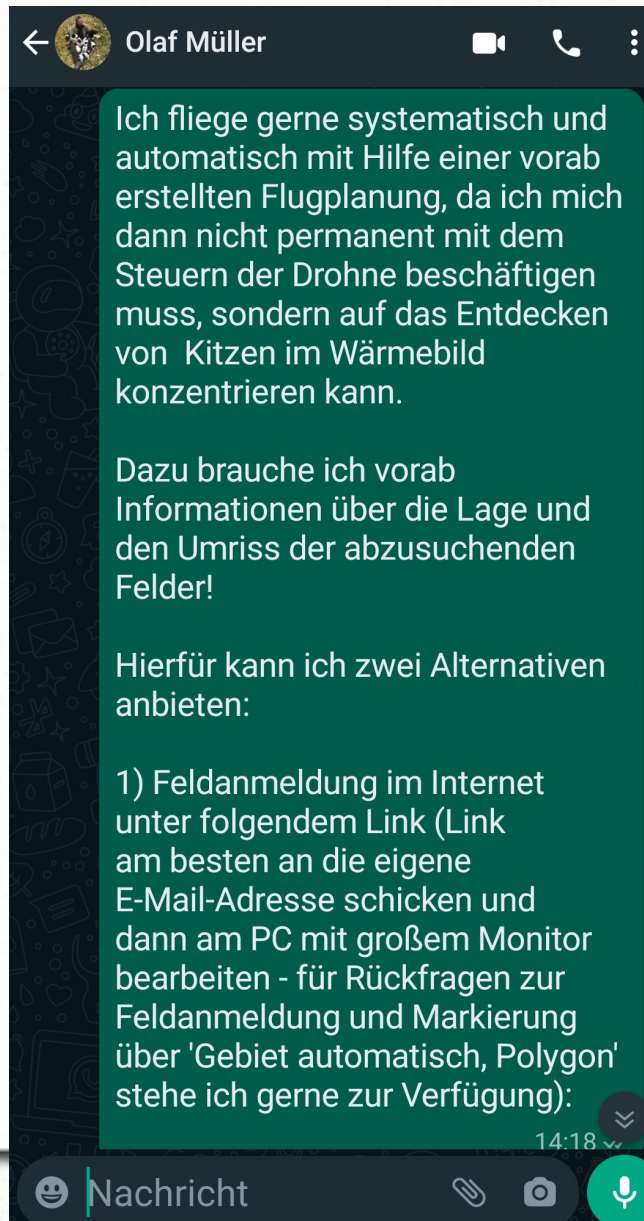 Olaf Müller
Ich fliege gerne systematisch und
automatisch mit Hilfe einer vorab
erstellten Flugplanung, da ich mich
dann nicht permanent mit dem
Steuern der Drohne beschäftigen
muss, sondern auf das Entdecken
von  Kitzen im Wärmebild
konzentrieren kann.
Dazu brauche ich vorab
Informationen über die Lage und
den Umriss der abzusuchenden
Felder!
Hierfür kann ich zwei Alternativen
anbieten:
1) Feldanmeldung im Internet
unter folgendem Link (Link
am besten an die eigene
E-Mail-Adresse schicken und
dann am PC mit großem Monitor
bearbeiten - für Rückfragen zur
Feldanmeldung und Markierung
über 'Gebiet automatisch, Polygon'
stehe ich gerne zur Verfügung):
14:18
Nachricht